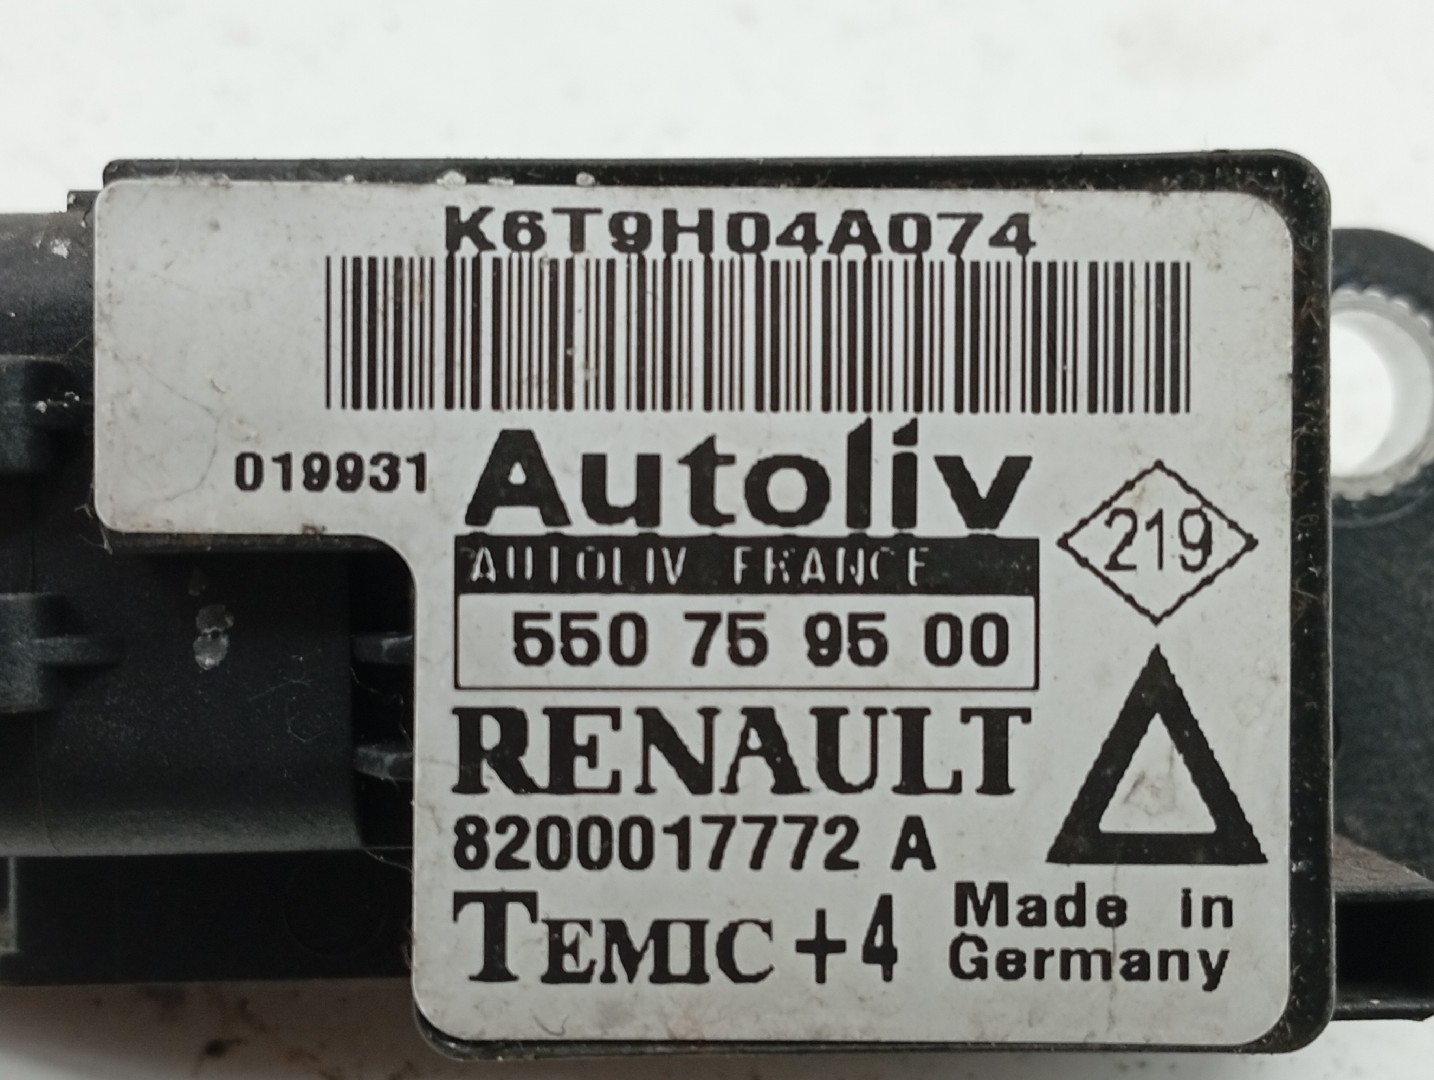 K6T9H04A074
019931
Autoliv
AUTOLIV FRANCE
219
550 75 95 00
RENAULT
8200017772 A
TEMIC +4
Made in
Germany